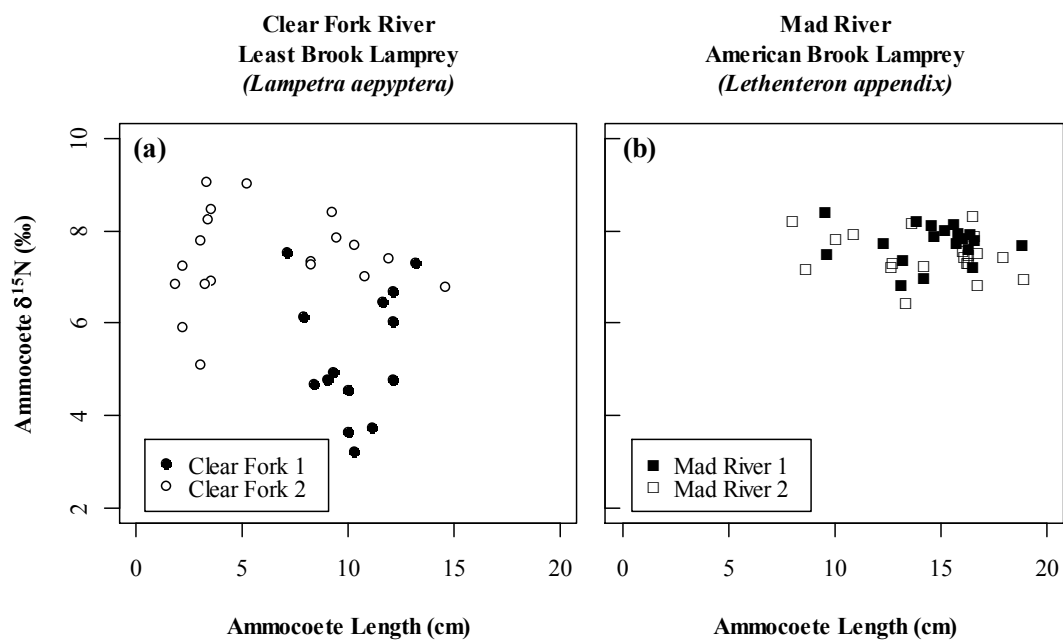 Clear Fork River
Least Brook Lamprey
(Lampetra aepyptera)
Mad River
American Brook Lamprey
(Lethenteron appendix)
(a)
(b)
Ammocoete δ¹⁵N (‰)
10
8
6
4
2
Clear Fork 1
Clear Fork 2
Mad River 1
Mad River 2
0 5 10 15 20
0 5 10 15 20
Ammocoete Length (cm)
Ammocoete Length (cm)